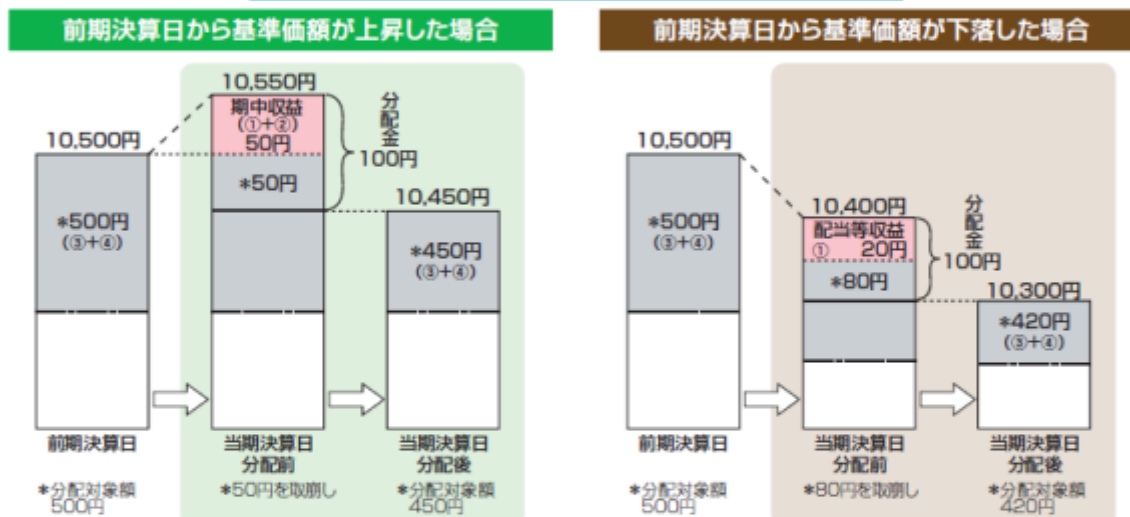 前期決算日から基準価額が上昇した場合
10,550円
期中収益
(①+②)
50円
分配金
100円
10,500円
*50円
*500円
(③+④)
10,450円
*450円
(③+④)
前期決算日
当期決算日
分配前
当期決算日
分配後
*分配対象額
500円
*50円を取崩し
*分配対象額
450円
前期決算日から基準価額が下落した場合
10,500円
*500円
(③+④)
10,400円
配当等収益
① 20円
分配金
100円
*80円
10,300円
*420円
(③+④)
前期決算日
当期決算日
分配前
当期決算日
分配後
*分配対象額
500円
*80円を取崩し
*分配対象額
420円